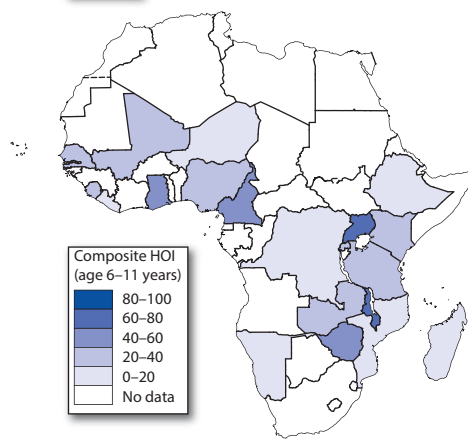 Composite HOI
(age 6–11 years)
80–100
60–80
40–60
20–40
0–20
No data